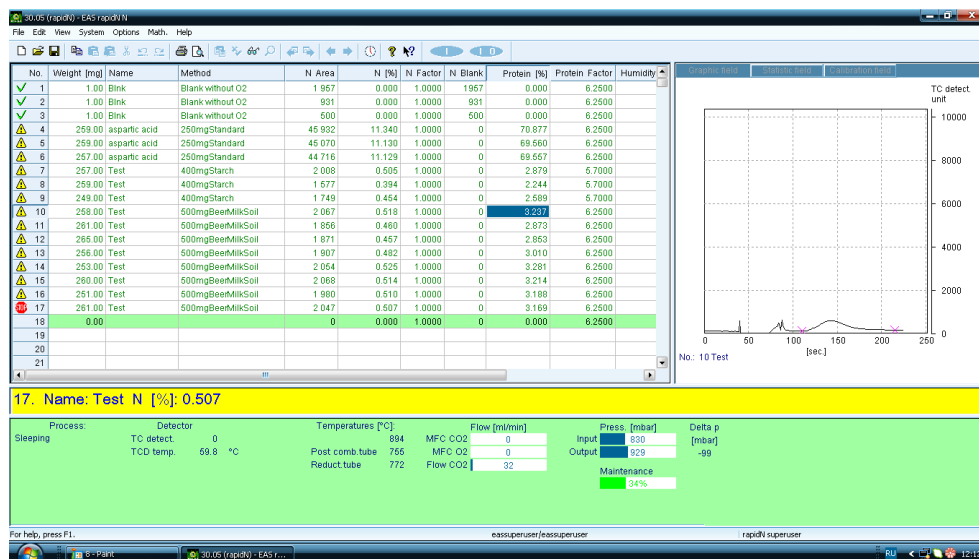 30.05 (rapidN) - EAS rapidN N
File Edit View System Options Math. Help
No. Weight [mg] Name Method N Area N [%] N Factor N Blank Protein [%] Protein Factor Humidity
1 1.00 Blnk Blank without O2 1 957 0.000 1.0000 1957 0.000 6.2500
2 1.00 Blnk Blank without O2 931 0.000 1.0000 931 0.000 6.2500
3 1.00 Blnk Blank without O2 500 0.000 1.0000 500 0.000 6.2500
4 259.00 aspartic acid 250mgStandard 45 932 11.340 1.0000 0 70.877 6.2500
5 259.00 aspartic acid 250mgStandard 45 070 11.130 1.0000 0 69.560 6.2500
6 257.00 aspartic acid 250mgStandard 44 716 11.129 1.0000 0 69.557 6.2500
7 257.00 Test 400mgStarch 2 008 0.505 1.0000 0 2.879 5.7000
8 259.00 Test 400mgStarch 1 577 0.394 1.0000 0 2.244 5.7000
9 249.00 Test 400mgStarch 1 749 0.454 1.0000 0 2.589 5.7000
10 258.00 Test 500mgBeerMilkSoil 2 067 0.518 1.0000 0 3.237 6.2500
11 261.00 Test 500mgBeerMilkSoil 1 856 0.460 1.0000 0 2.873 6.2500
12 265.00 Test 500mgBeerMilkSoil 1 871 0.457 1.0000 0 2.853 6.2500
13 256.00 Test 500mgBeerMilkSoil 1 907 0.482 1.0000 0 3.010 6.2500
14 253.00 Test 500mgBeerMilkSoil 2 054 0.525 1.0000 0 3.281 6.2500
15 260.00 Test 500mgBeerMilkSoil 2 068 0.514 1.0000 0 3.214 6.2500
16 251.00 Test 500mgBeerMilkSoil 1 980 0.510 1.0000 0 3.188 6.2500
STOP 17 261.00 Test 500mgBeerMilkSoil 2 047 0.507 1.0000 0 3.169 6.2500
18 0.00 0 0.000 1.0000 0 0.000 6.2500
19
20
21
Graphic field Statistic field Calibration field
TC detect.
unit
10000
8000
6000
4000
2000
0
0 50 100 150 200 250
[sec.]
No.: 10 Test
17. Name: Test N [%]: 0.507
Process: Detector Temperatures [°C]: Flow [ml/min] Press. [mbar] Delta p
Sleeping TC detect. 0 894 MFC CO2 0 Input 830 [mbar]
TCD temp. 59.8 °C Post comb.tube 755 MFC O2 0 Output 929 -99
Reduct.tube 772 Flow CO2 32
Maintenance
34%
For help, press F1. eassuperuser/eassuperuser rapidN superuser
6 - Paint 30.05 (rapidN) - EAS r... RU